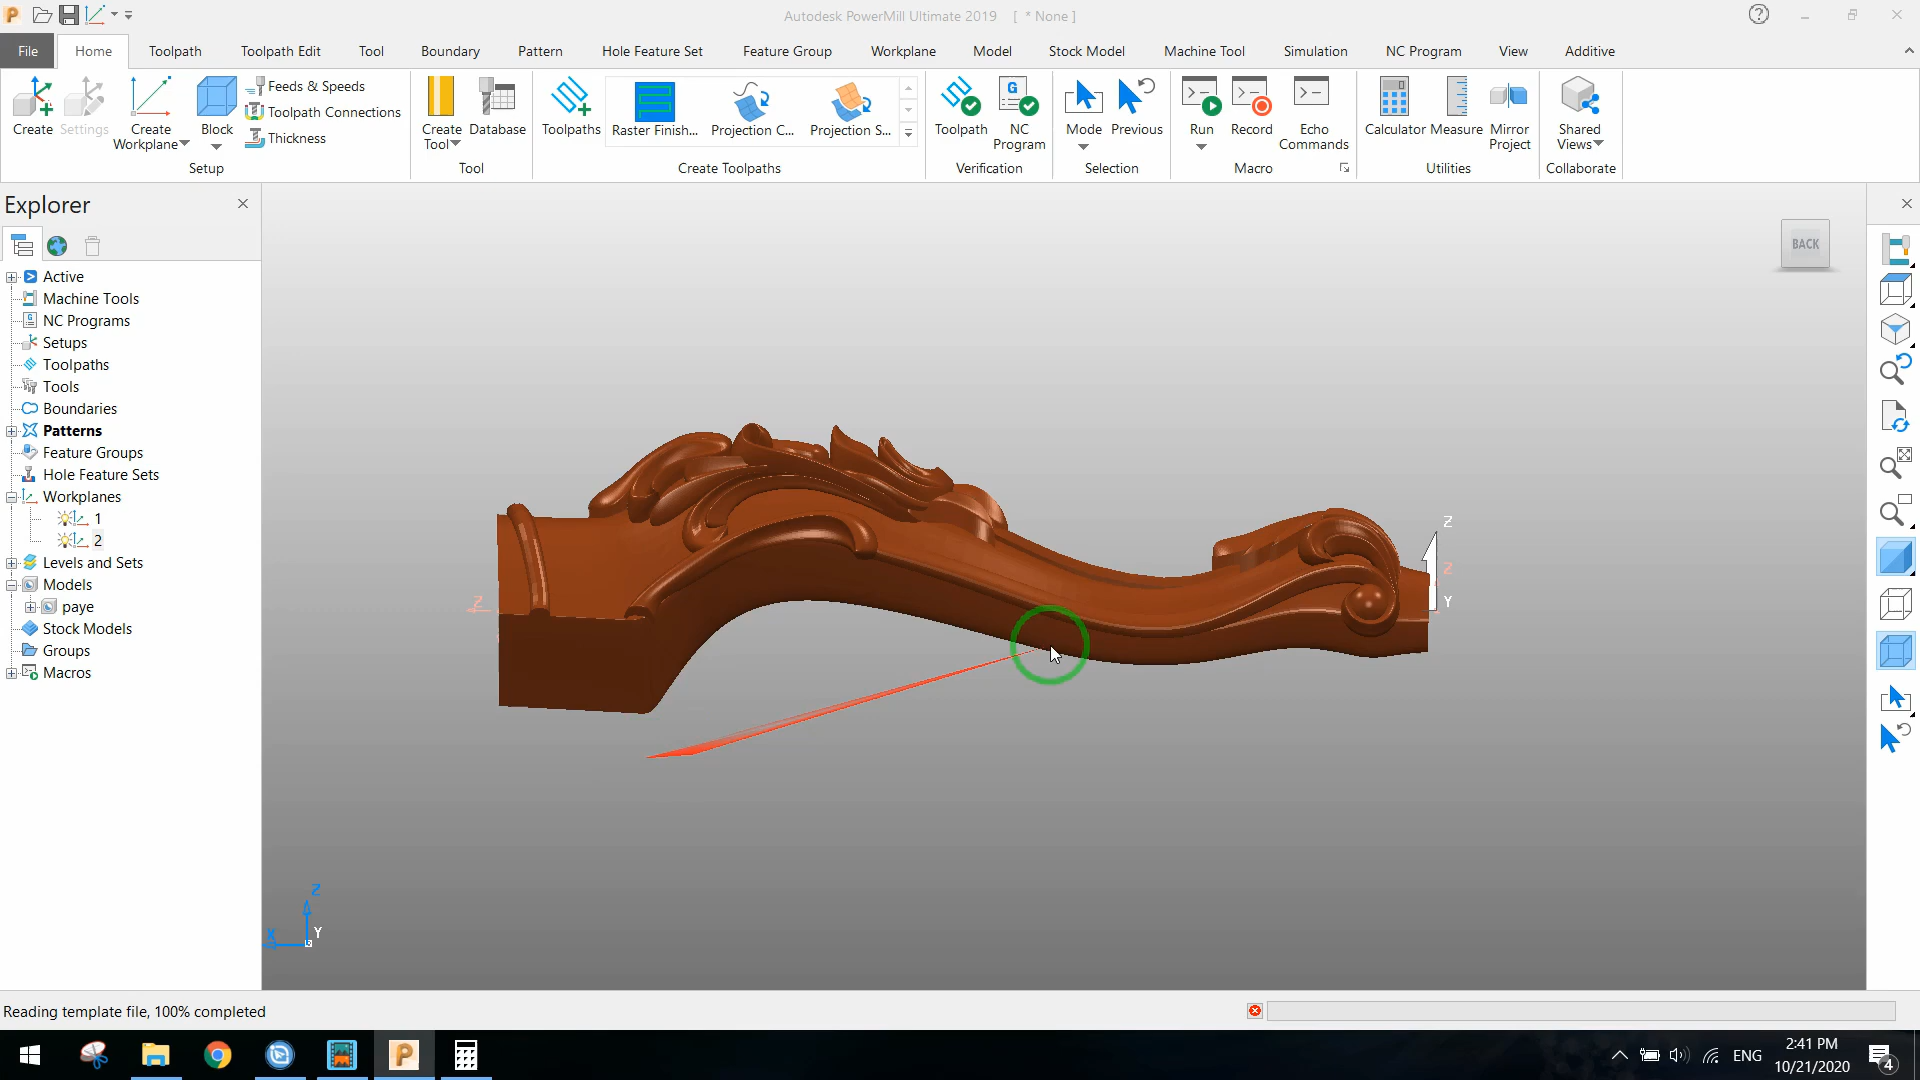 Autodesk PowerMill Ultimate 2019 [ * None ]
File Home Toolpath Toolpath Edit Tool Boundary Pattern Hole Feature Set Feature Group Workplane Model Stock Model Machine Tool Simulation NC Program View Additive
Create
Settings
Create Workplane
Block
Feeds & Speeds
Toolpath Connections
Thickness
Setup
Create Tool
Database
Tool
Toolpaths
Raster Finish...
Projection C...
Projection S...
Create Toolpaths
Toolpath
NC Program
Verification
Mode
Previous
Selection
Run
Record
Echo Commands
Macro
Calculator
Measure
Mirror Project
Utilities
Shared Views
Collaborate
Explorer
Active
Machine Tools
NC Programs
Setups
Toolpaths
Tools
Boundaries
Patterns
Feature Groups
Hole Feature Sets
Workplanes
1
2
Levels and Sets
Models
paye
Stock Models
Groups
Macros
BACK
Z
Z
Z
Y
Z
X
Y
Reading template file, 100% completed
ENG
2:41 PM
10/21/2020
4